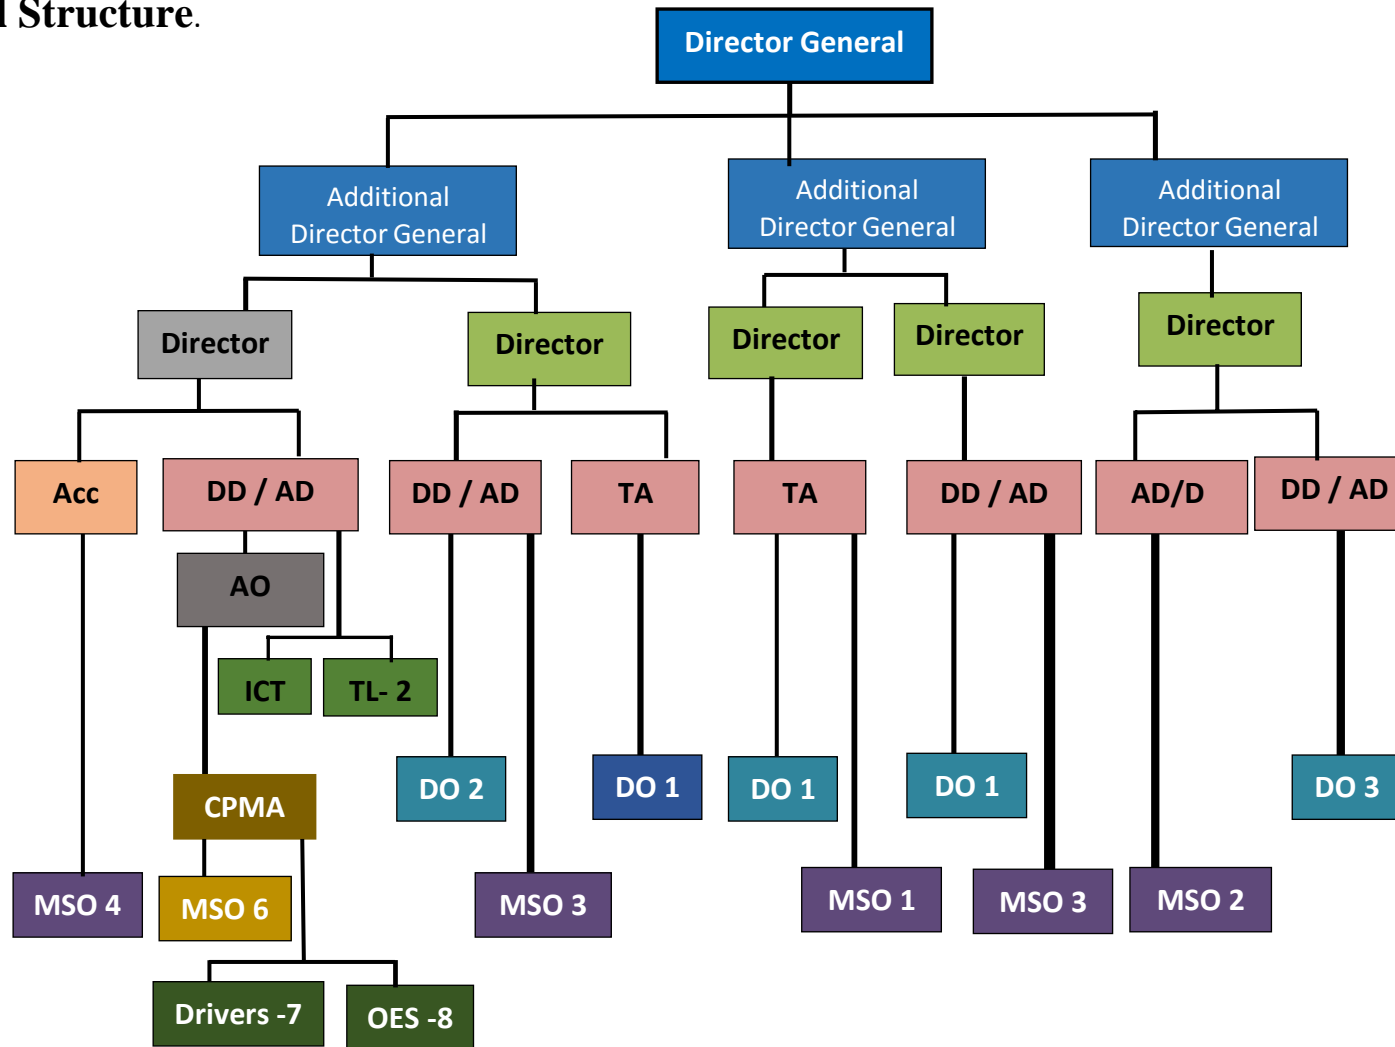 l Structure.
Director General
Additional
Director General
Additional
Director General
Additional
Director General
Director
Director
Director
Director
Director
Acc
DD / AD
DD / AD
TA
TA
DD / AD
AD/D
DD / AD
AO
ICT
TL- 2
DO 2
DO 1
DO 1
DO 1
DO 3
CPMA
MSO 4
MSO 6
MSO 3
MSO 1
MSO 3
MSO 2
Drivers -7
OES -8